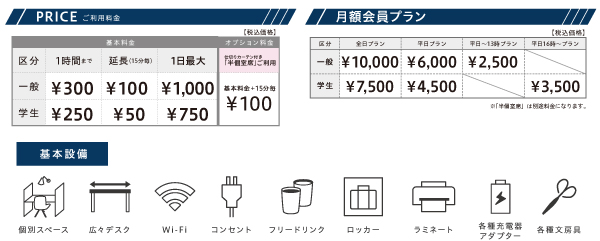 PRICE ご利用料金
【税込価格】
基本料金 オプション料金
区分 1時間まで 延長(15分毎) 1日最大 仕切りカーテン付き
「半個室席」ご利用
一般 ¥300 ¥100 ¥1,000 基本料金+15分毎
¥100
学生 ¥250 ¥50 ¥750
月額会員プラン
【税込価格】
区分 全日プラン 平日プラン 平日~13時プラン 平日16時~プラン
一般 ¥10,000 ¥6,000 ¥2,500
学生 ¥7,500 ¥4,500 ¥3,500
※「半個室席」は別途料金になります。
基本設備
個別スペース 広々デスク Wi-Fi コンセント フリードリンク ロッカー ラミネート 各種充電器
アダプター 各種文房具